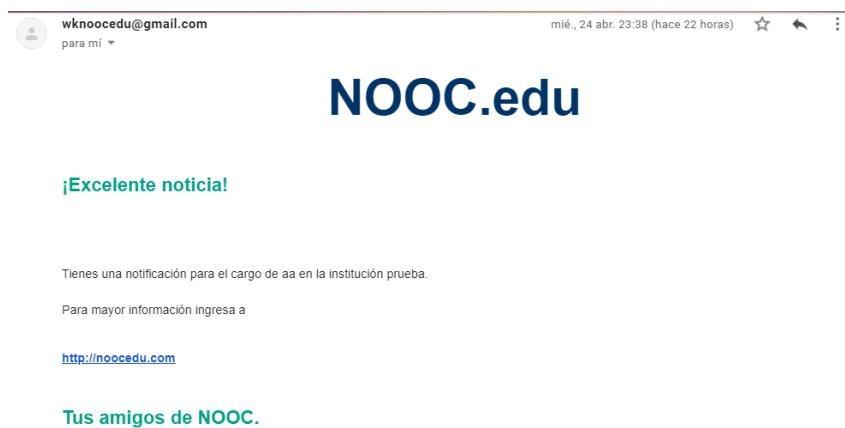 wknoocedu@gmail.com mié., 24 abr. 23:38 (hace 22 horas)
para mí
NOOC.edu
¡Excelente noticia!
Tienes una notificación para el cargo de aa en la institución prueba.
Para mayor información ingresa a
http://noocedu.com
Tus amigos de NOOC.